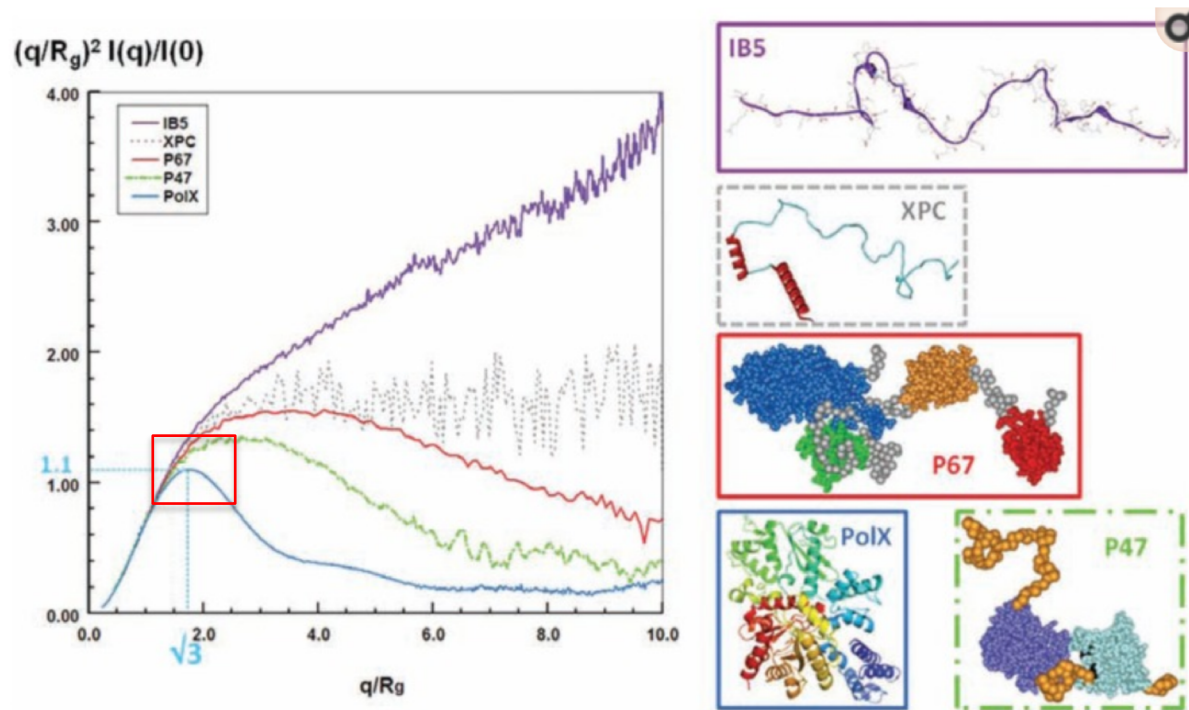 (q/Rg)² I(q)/I(0)
4.00
IB5
XPC
P67
P47
PolX
3.00
2.00
1.1
1.00
0.00
0.0
2.0
4.0
6.0
8.0
10.0
√3
q/Rg
IB5
XPC
P67
PolX
P47